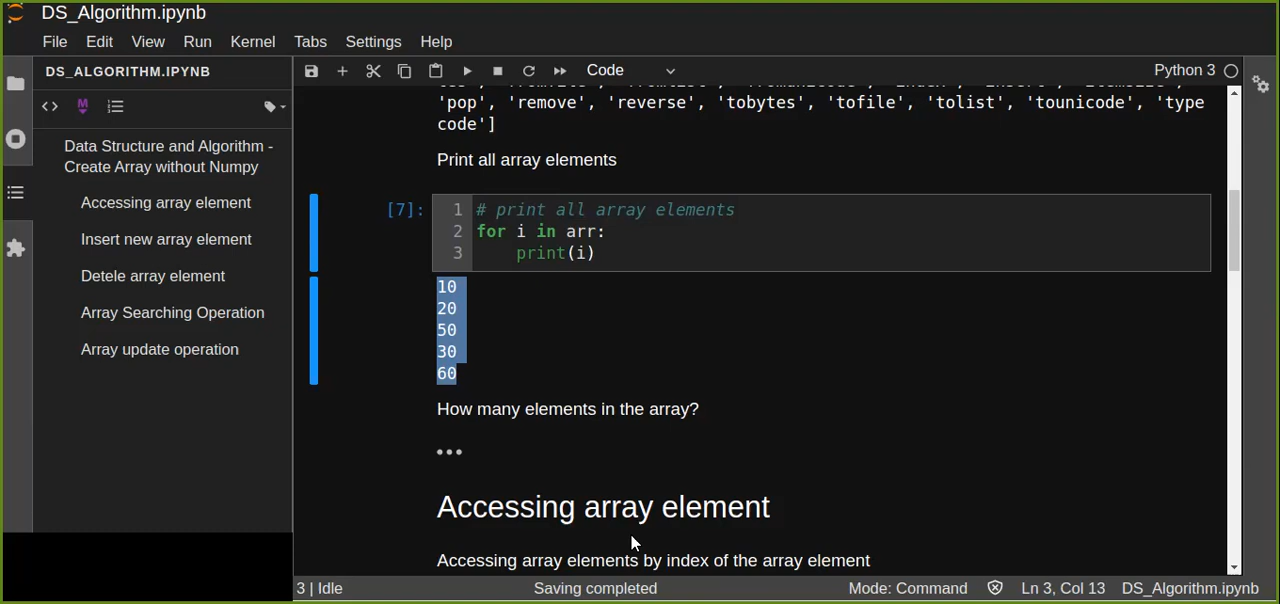 DS_Algorithm.ipynb
File Edit View Run Kernel Tabs Settings Help
DS_ALGORITHM.IPYNB
Code
Python 3
Data Structure and Algorithm -
Create Array without Numpy
Accessing array element
Insert new array element
Detele array element
Array Searching Operation
Array update operation
'pop', 'remove', 'reverse', 'tobytes', 'tofile', 'tolist', 'tounicode', 'type
code']
Print all array elements
[7]:
1 # print all array elements
2 for i in arr:
3 print(i)
10
20
50
30
60
How many elements in the array?
Accessing array element
Accessing array elements by index of the array element
3 | Idle Saving completed Mode: Command Ln 3, Col 13 DS_Algorithm.ipynb